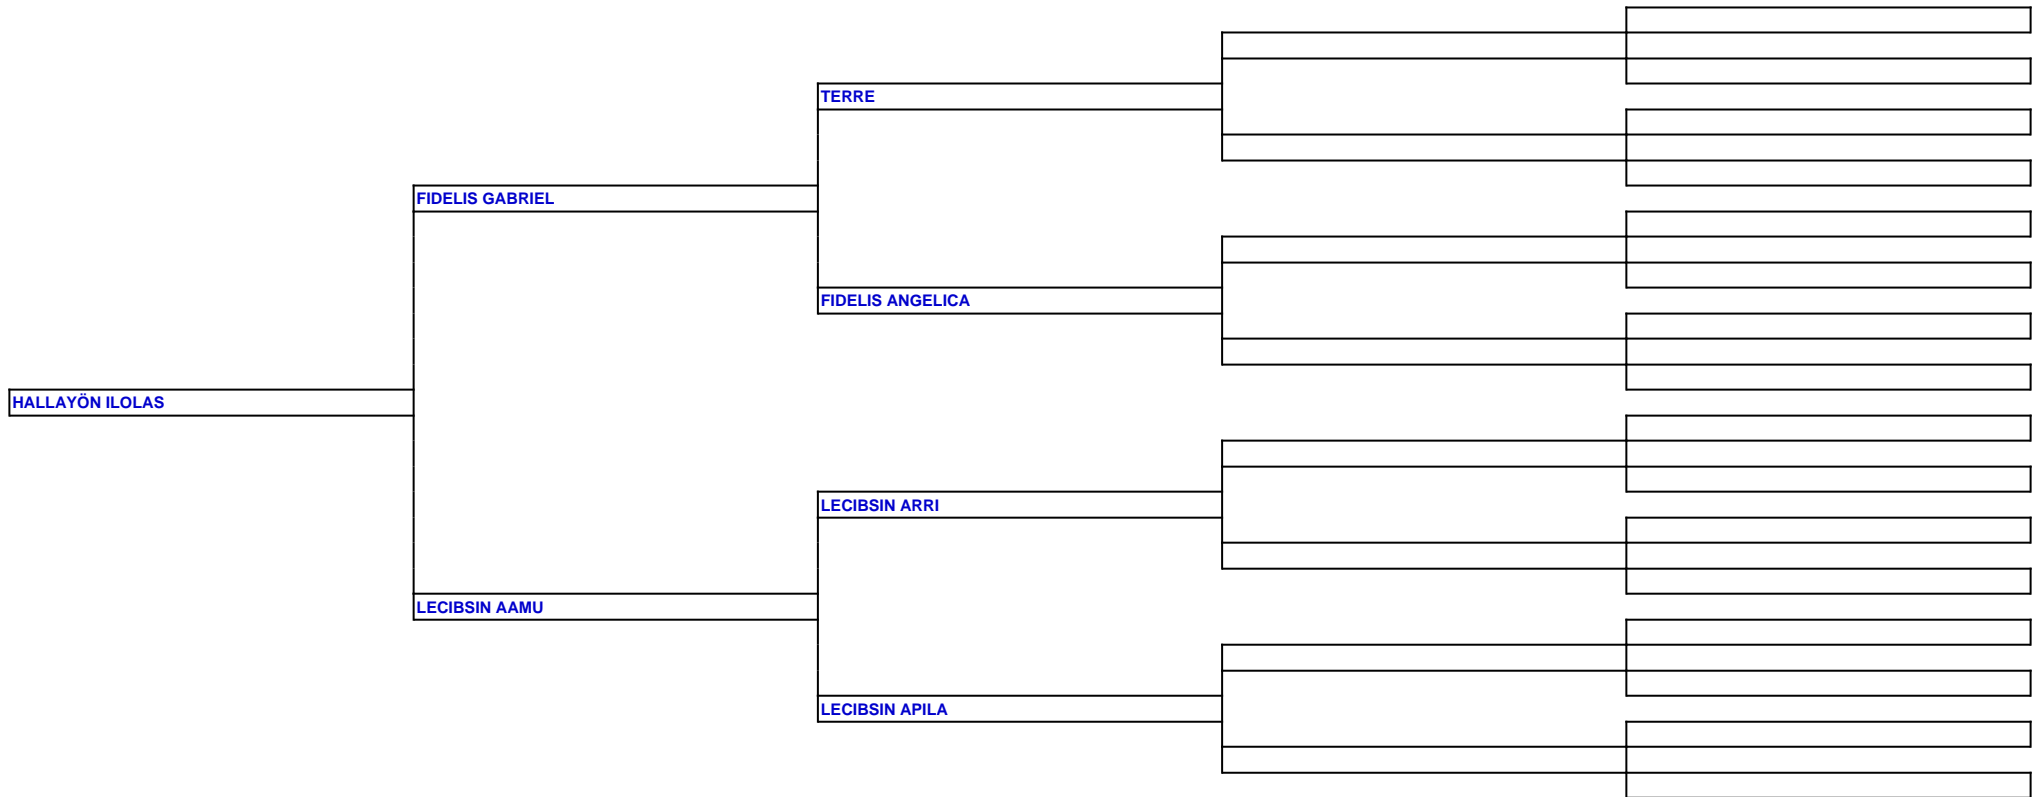 TERRE
FIDELIS GABRIEL
FIDELIS ANGELICA
HALLAYÖN ILOLAS
LECIBSIN ARRI
LECIBSIN AAMU
LECIBSIN APILA